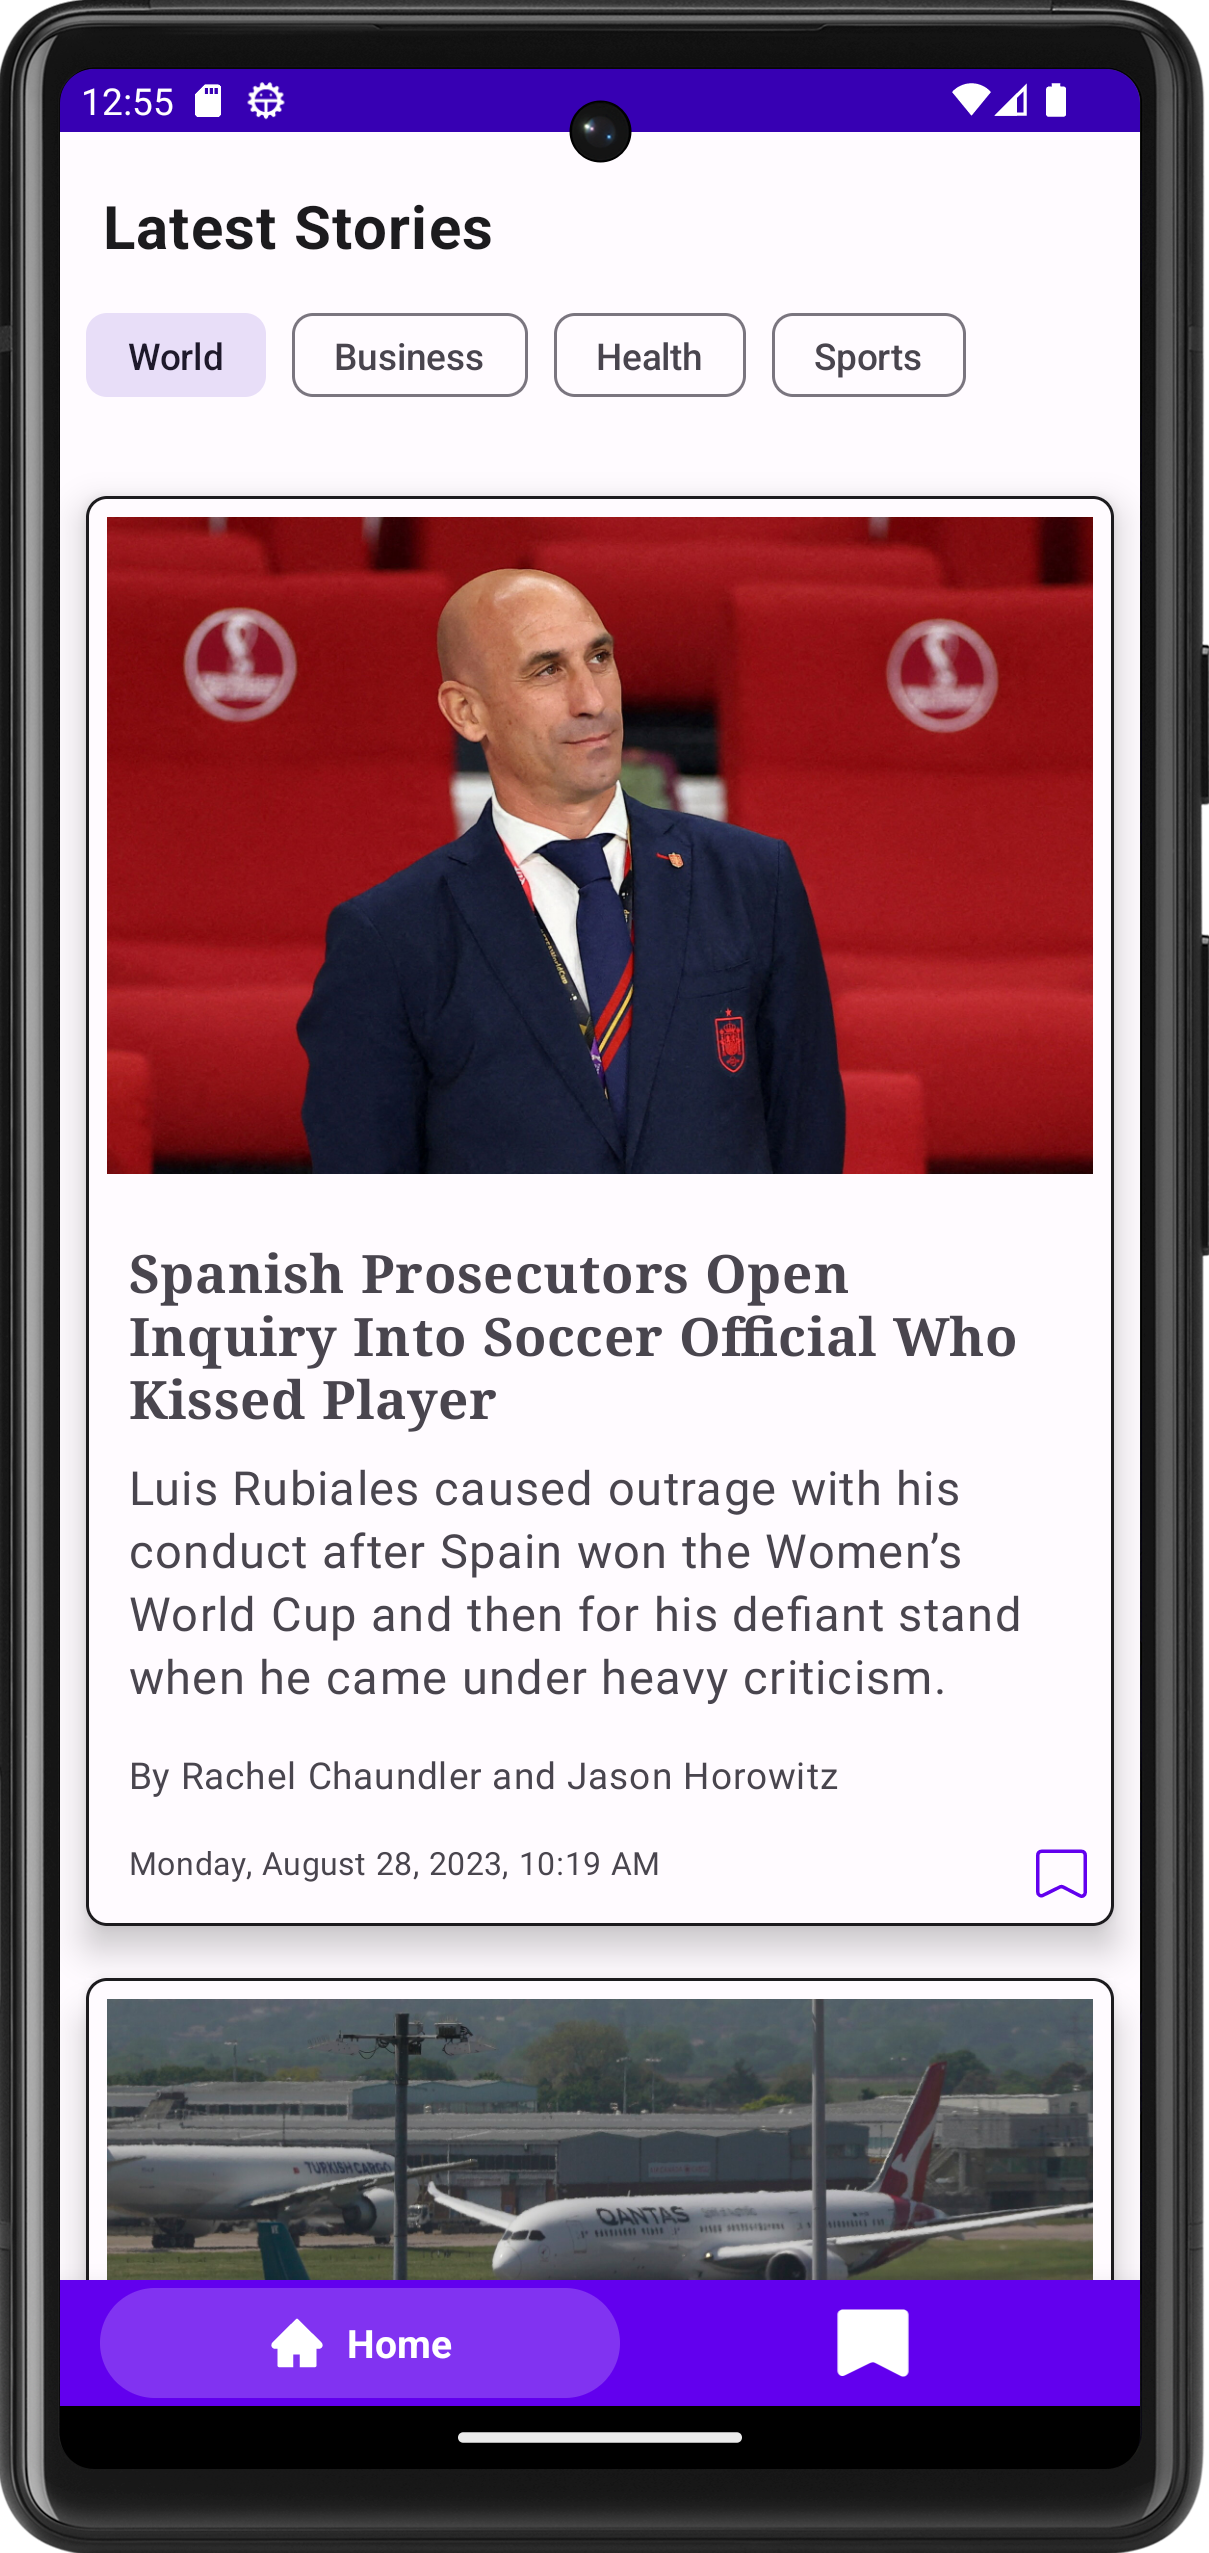 12:55
Latest Stories
World Business Health Sports
Spanish Prosecutors Open
Inquiry Into Soccer Official Who
Kissed Player
Luis Rubiales caused outrage with his
conduct after Spain won the Women’s
World Cup and then for his defiant stand
when he came under heavy criticism.
By Rachel Chaundler and Jason Horowitz
Monday, August 28, 2023, 10:19 AM
TURKISH CARGO
QANTAS
Home